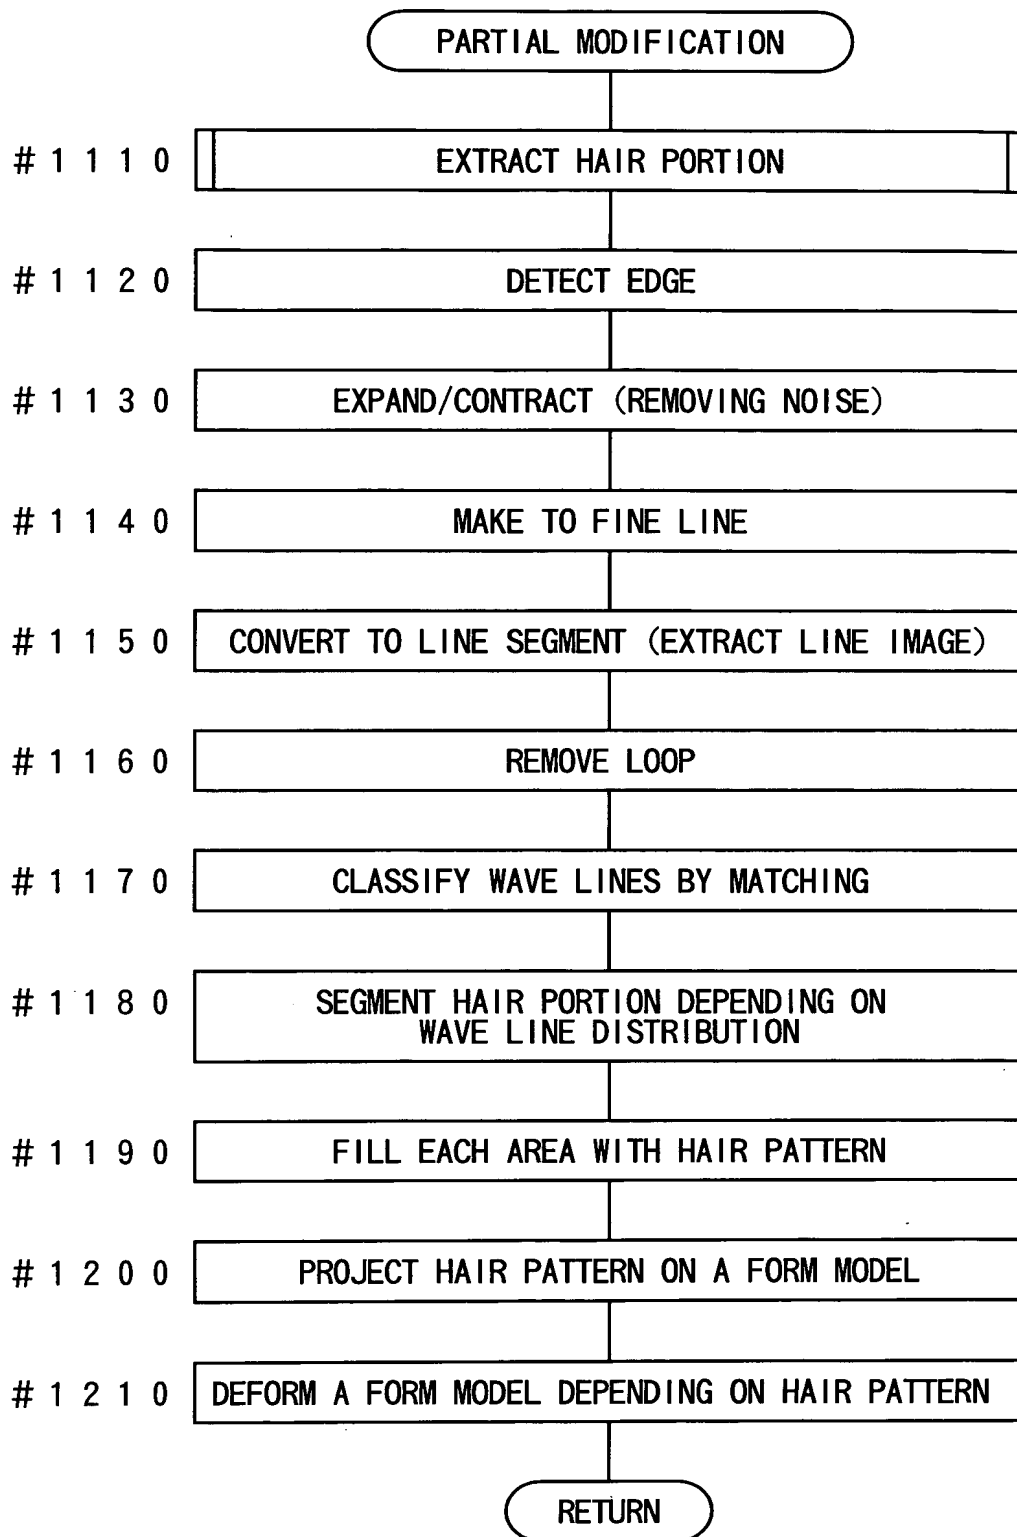 PARTIAL MODIFICATION
#1110 EXTRACT HAIR PORTION
#1120 DETECT EDGE
#1130 EXPAND/CONTRACT (REMOVING NOISE)
#1140 MAKE TO FINE LINE
#1150 CONVERT TO LINE SEGMENT (EXTRACT LINE IMAGE)
#1160 REMOVE LOOP
#1170 CLASSIFY WAVE LINES BY MATCHING
#1180 SEGMENT HAIR PORTION DEPENDING ON
WAVE LINE DISTRIBUTION
#1190 FILL EACH AREA WITH HAIR PATTERN
#1200 PROJECT HAIR PATTERN ON A FORM MODEL
#1210 DEFORM A FORM MODEL DEPENDING ON HAIR PATTERN
RETURN